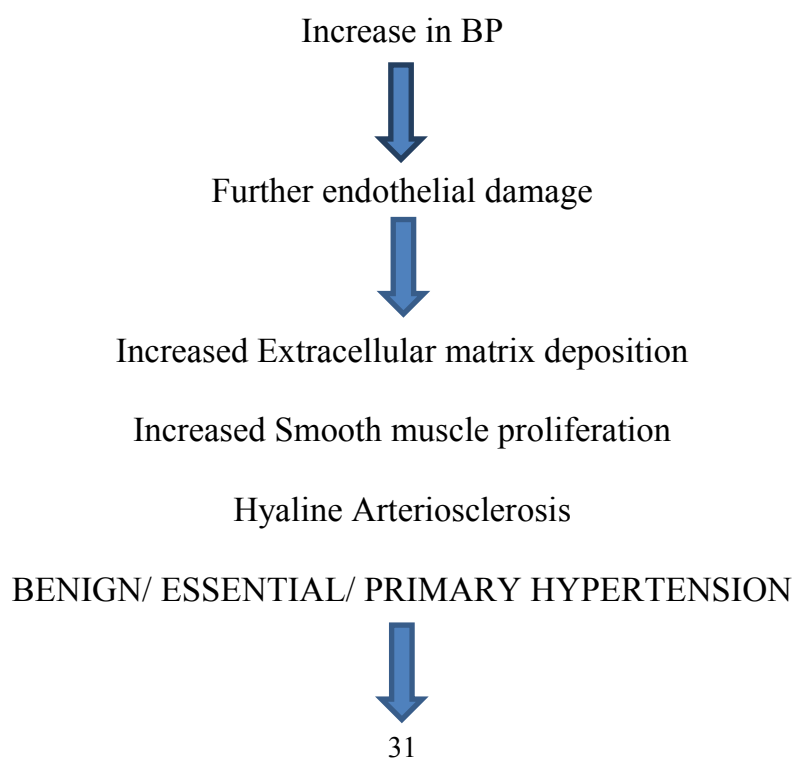 Increase in BP
Further endothelial damage
Increased Extracellular matrix deposition
Increased Smooth muscle proliferation
Hyaline Arteriosclerosis
BENIGN/ ESSENTIAL/ PRIMARY HYPERTENSION
31